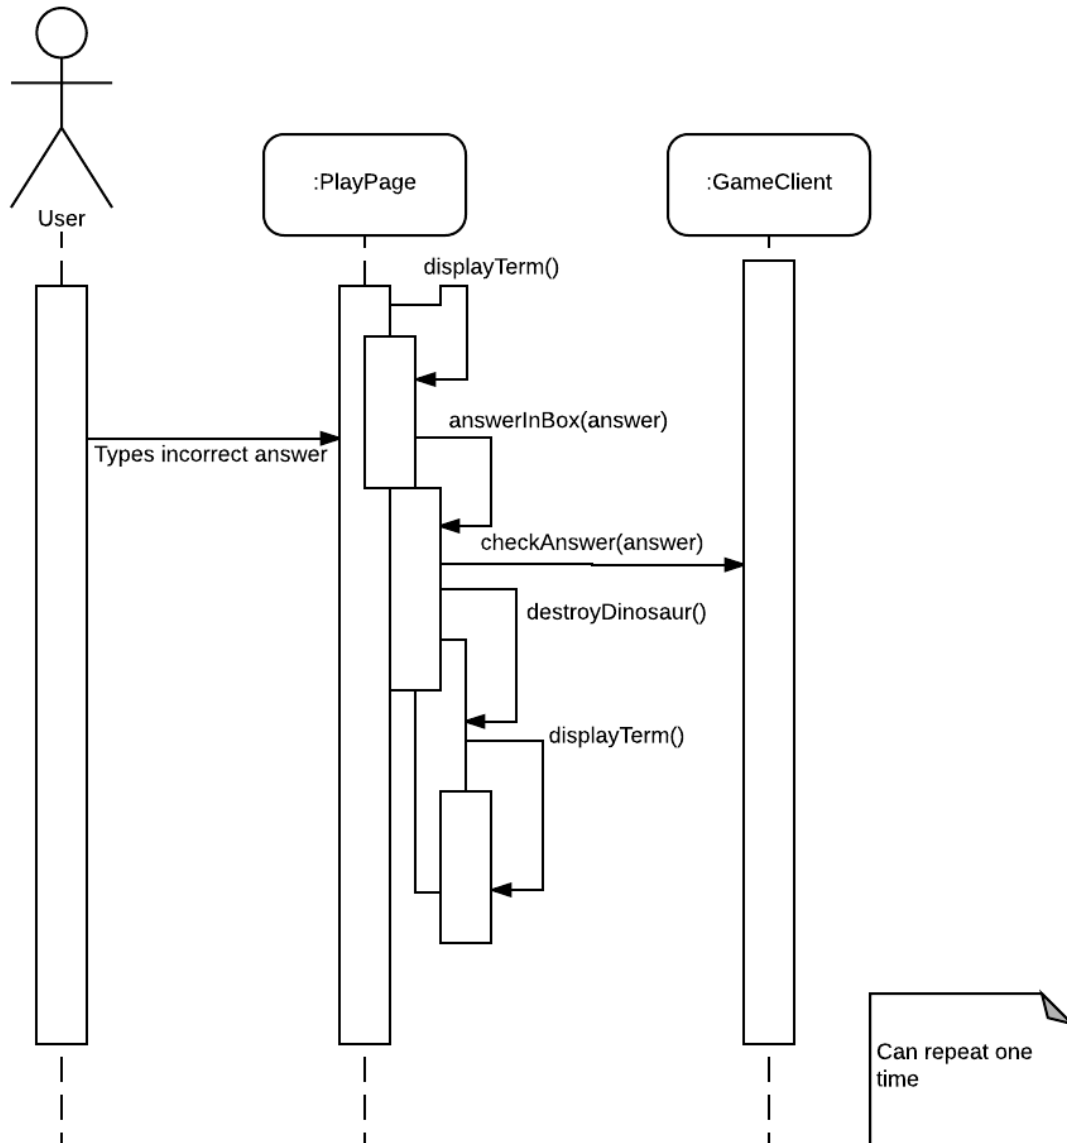 User
:PlayPage
:GameClient
displayTerm()
answerInBox(answer)
Types incorrect answer
checkAnswer(answer)
destroyDinosaur()
displayTerm()
Can repeat one
time